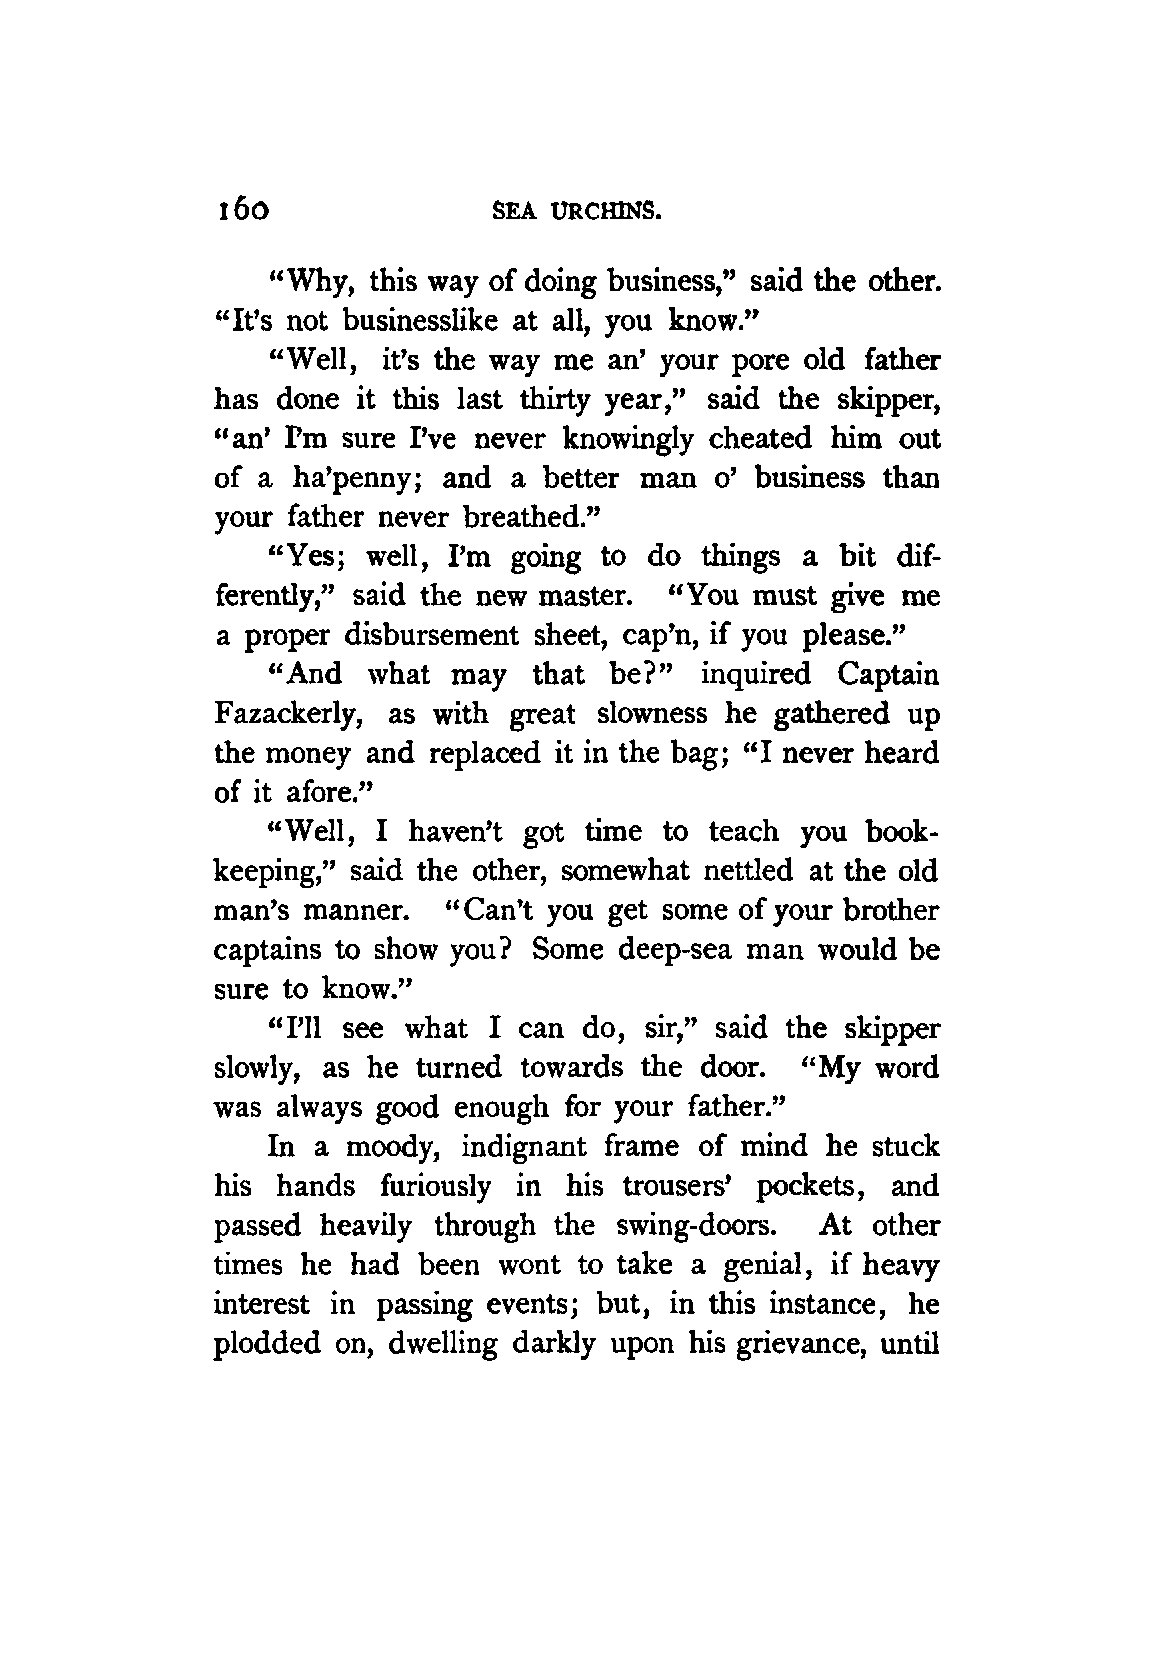 160 SEA URCHINS.
“Why, this way of doing business,” said the other.
“It’s not businesslike at all, you know.”
“Well, it’s the way me an’ your pore old father
has done it this last thirty year,” said the skipper,
“an’ I’m sure I’ve never knowingly cheated him out
of a ha’penny; and a better man o’ business than
your father never breathed.”
“Yes; well, I’m going to do things a bit dif-
ferently,” said the new master. “You must give me
a proper disbursement sheet, cap’n, if you please.”
“And what may that be?” inquired Captain
Fazackerly, as with great slowness he gathered up
the money and replaced it in the bag; “I never heard
of it afore.”
“Well, I haven’t got time to teach you book-
keeping,” said the other, somewhat nettled at the old
man’s manner. “Can’t you get some of your brother
captains to show you? Some deep-sea man would be
sure to know.”
“I’ll see what I can do, sir,” said the skipper
slowly, as he turned towards the door. “My word
was always good enough for your father.”
In a moody, indignant frame of mind he stuck
his hands furiously in his trousers’ pockets, and
passed heavily through the swing-doors. At other
times he had been wont to take a genial, if heavy
interest in passing events; but, in this instance, he
plodded on, dwelling darkly upon his grievance, until